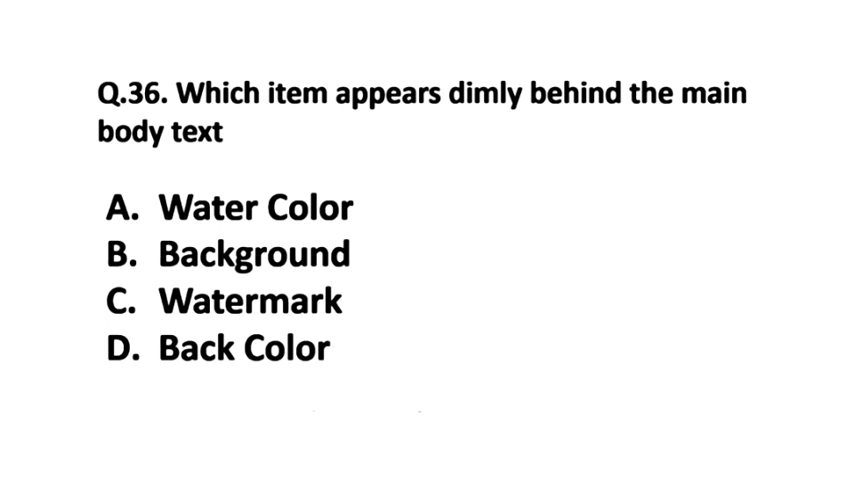 Q.36. Which item appears dimly behind the main
body text
A. Water Color
B. Background
C. Watermark
D. Back Color